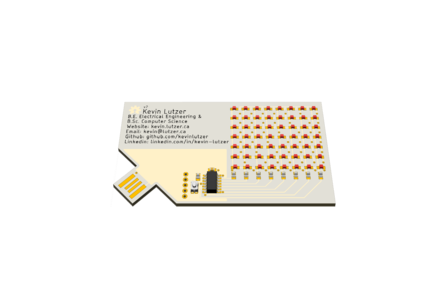 Kevin Lutzer
B.E. Electrical Engineering &
B.Sc. Computer Science
Website: kevin.lutzer.ca
Email: kevin@lutzer.ca
Github: github.com/kevinlutzer
Linkedin: linkedin.com/in/kevin-lutzer